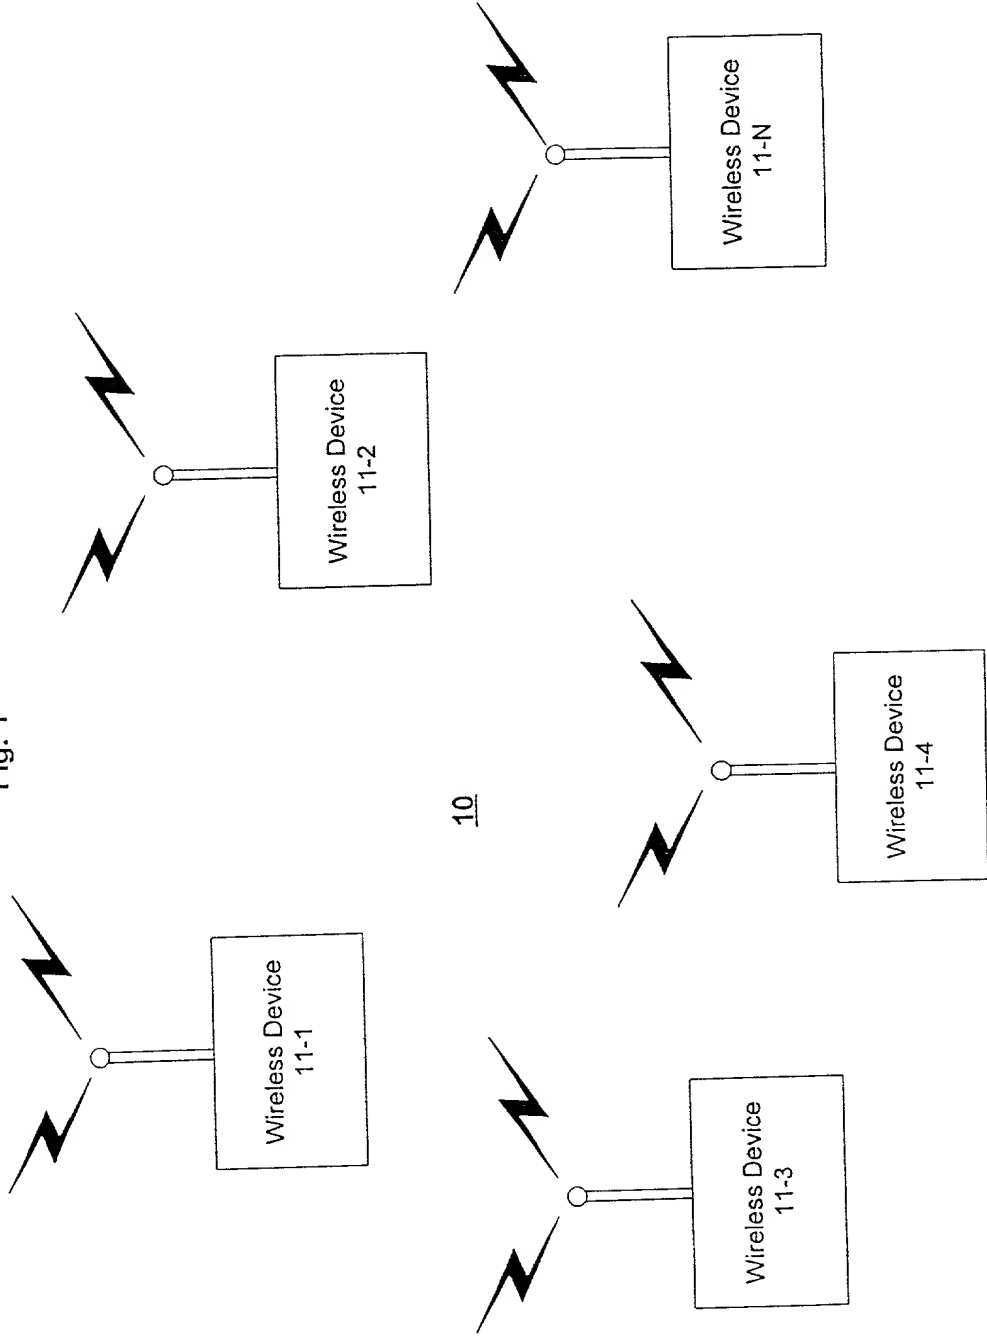 Fig. 1
Wireless Device
11-1
Wireless Device
11-2
10
Wireless Device
11-3
Wireless Device
11-4
Wireless Device
11-N